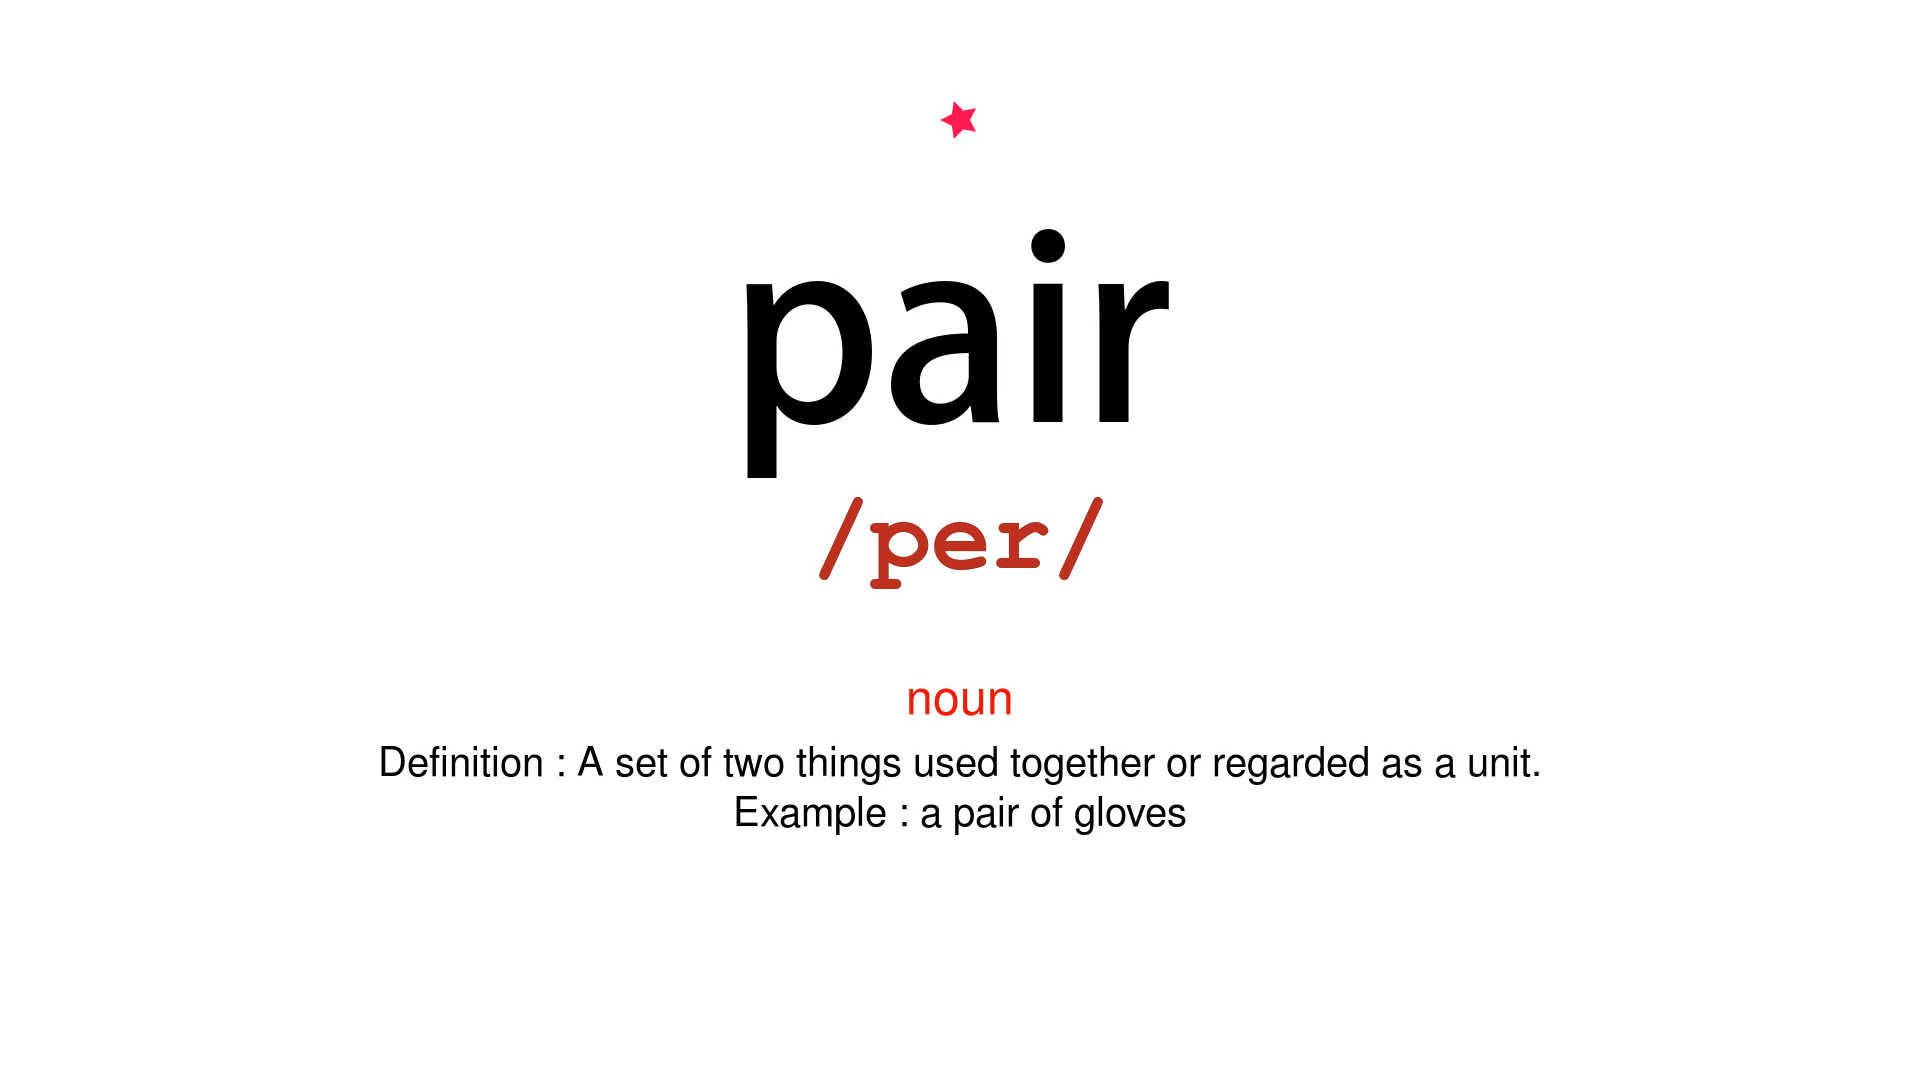 pair
/per/
noun
Definition : A set of two things used together or regarded as a unit.
Example : a pair of gloves